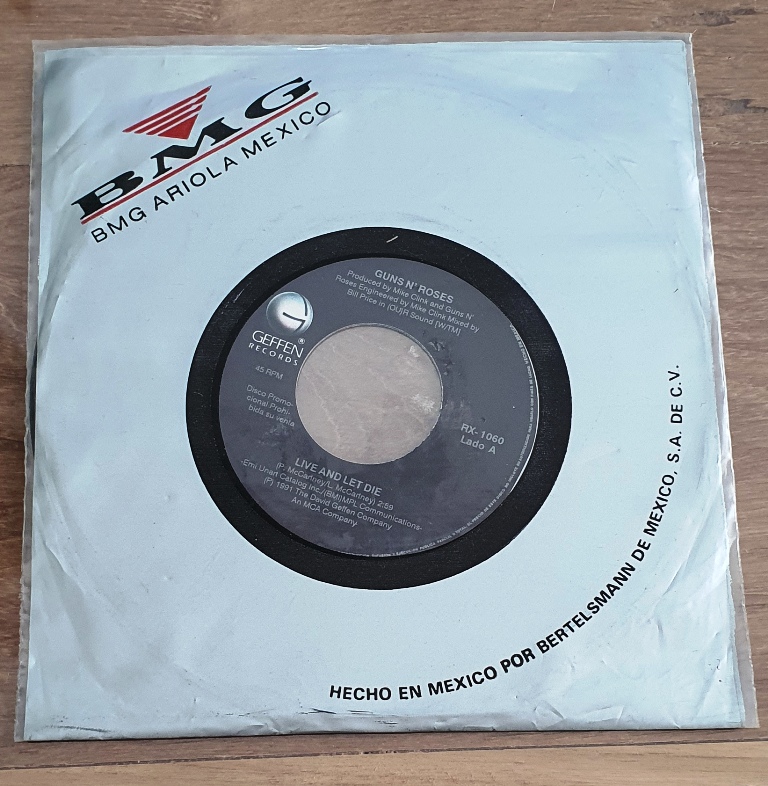 BMG
BMG ARIOLA MEXICO
GUNS N' ROSES
Produced by Mike Clink and Guns N'
Roses Engineered by Mike Clink Mixed by
Bill Price in (OU)R Sound [W/TM]
GEFFEN®
RECORDS
45 RPM
Disco Promo-
cional Prohi-
bida su venta
RX-1060
Lado A
LIVE AND LET DIE
(P. McCartney/L. McCartney) 2:59
-Emi Unart Catalog Inc./(BMI)MPL Communications-
(P) 1991 The David Geffen Company
An MCA Company
HECHO EN MEXICO POR BERTELSMANN DE MEXICO, S.A. DE C.V.